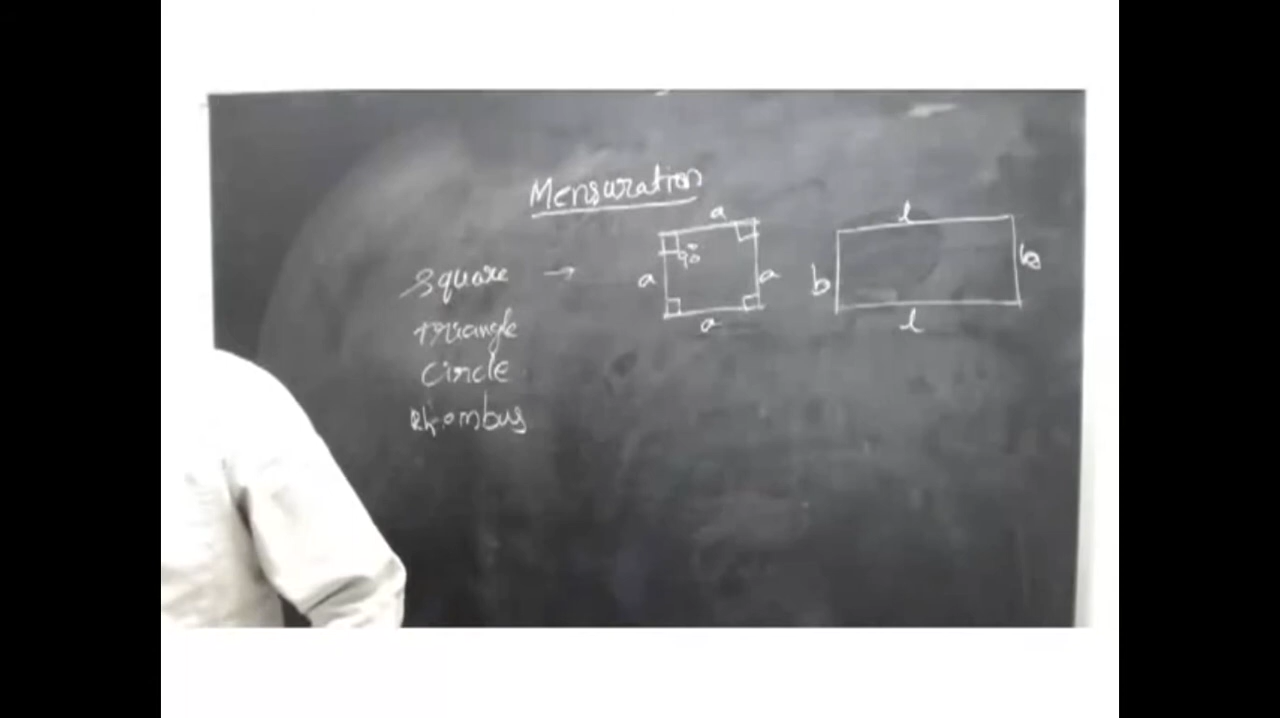 Mensuration
square →
triangle
circle
Rhombus
a
a
90°
a
a
l
b
b
l